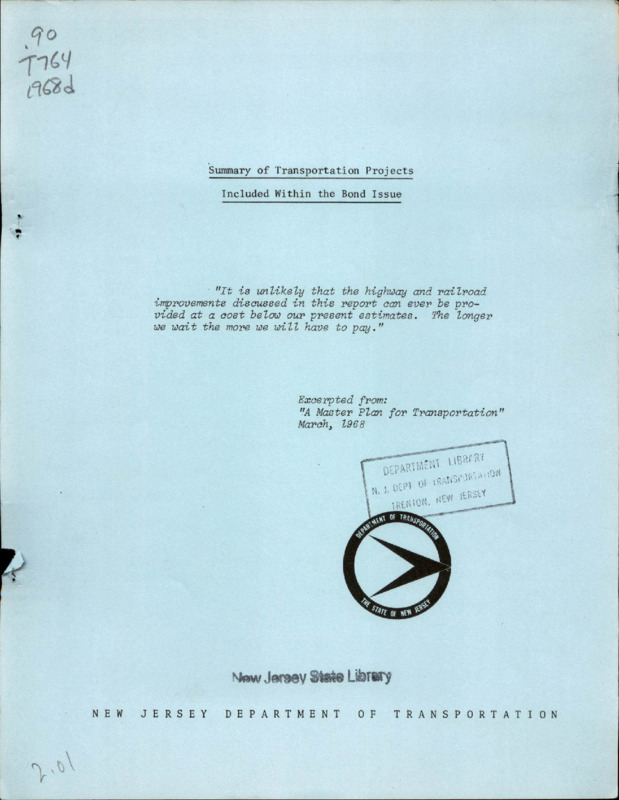 .90
T764
1968d
Summary of Transportation Projects
Included Within the Bond Issue
"It is unlikely that the highway and railroad
improvements discussed in this report can ever be pro-
vided at a cost below our present estimates. The longer
we wait the more we will have to pay."
Excerpted from:
"A Master Plan for Transportation"
March, 1968
DEPARTMENT LIBRARY
N. J. DEPT. OF TRANSPORTATION
TRENTON, NEW JERSEY
DEPARTMENT OF TRANSPORTATION
THE STATE OF NEW JERSEY
New Jersey State Library
NEW JERSEY DEPARTMENT OF TRANSPORTATION
2.01